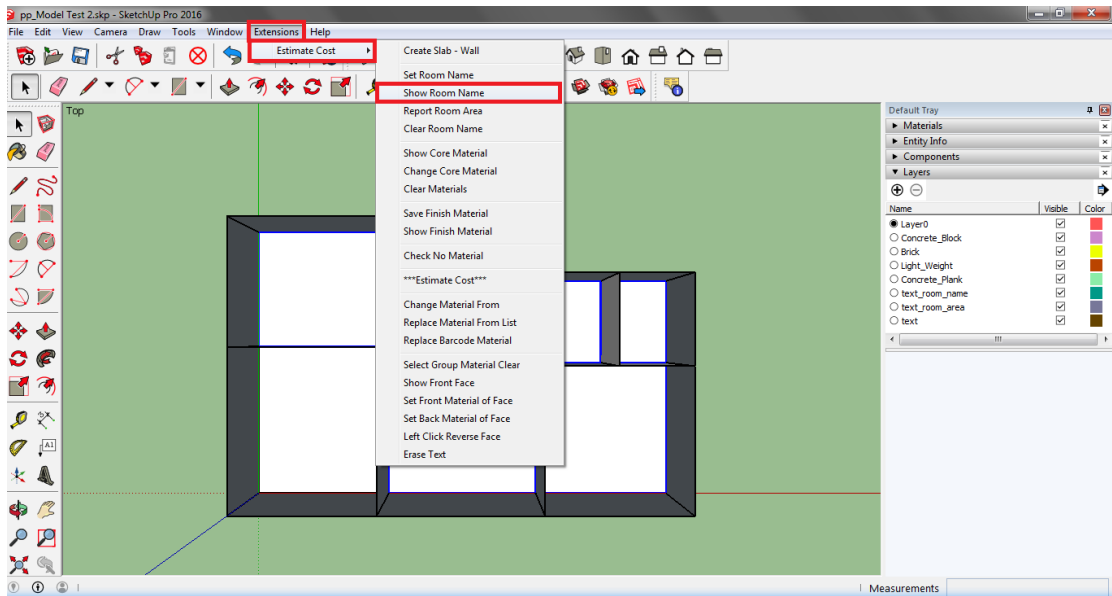 pp_Model Test 2.skp - SketchUp Pro 2016
File Edit View Camera Draw Tools Window Extensions Help
Estimate Cost
Create Slab - Wall
Set Room Name
Show Room Name
Report Room Area
Clear Room Name
Show Core Material
Change Core Material
Clear Materials
Save Finish Material
Show Finish Material
Check No Material
***Estimate Cost***
Change Material From
Replace Material From List
Replace Barcode Material
Select Group Material Clear
Show Front Face
Set Front Material of Face
Set Back Material of Face
Left Click Reverse Face
Erase Text
Top
A1
Default Tray
Materials
Entity Info
Components
Layers
Name Visible Color
Layer0
Concrete_Block
Brick
Light_Weight
Concrete_Plank
text_room_name
text_room_area
text
Measurements